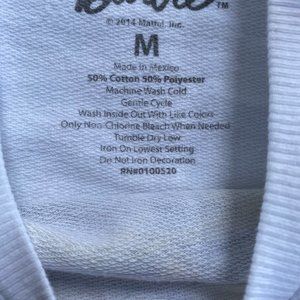 Barbie™
© 2014 Mattel, Inc.
M
Made in Mexico
50% Cotton 50% Polyester
Machine Wash Cold
Gentle Cycle
Wash Inside Out With Like Colors
Only Non-Chlorine Bleach When Needed
Tumble Dry Low
Iron On Lowest Setting
Do Not Iron Decoration
RN#0100520